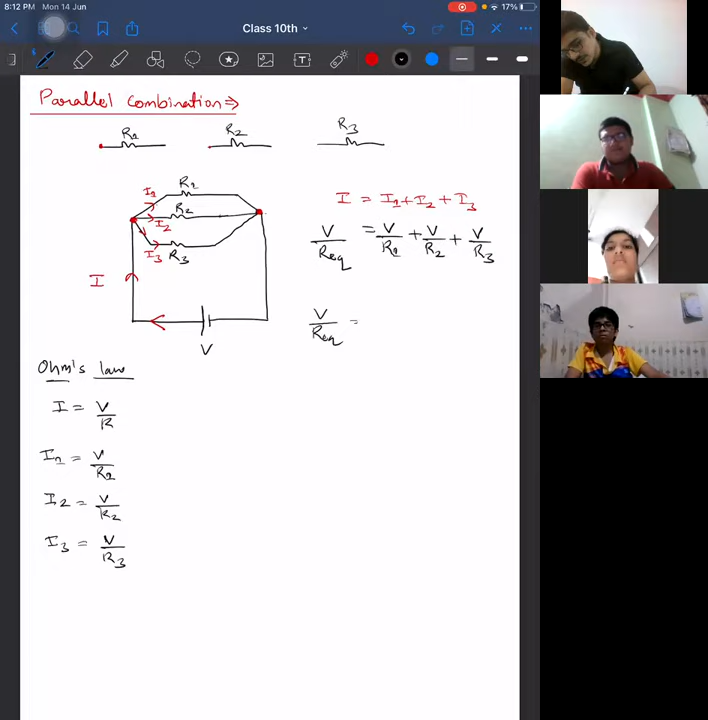 8:12 PM Mon 14 Jun
17%
Class 10th
Parallel Combination ⇒
R1 R2 R3
R1
I1
R2
I2
I3 R3
I
V
I = I1 + I2 + I3
V/Req = V/R1 + V/R2 + V/R3
V/Req =
Ohm's law
I = V/R
I1 = V/R1
I2 = V/R2
I3 = V/R3